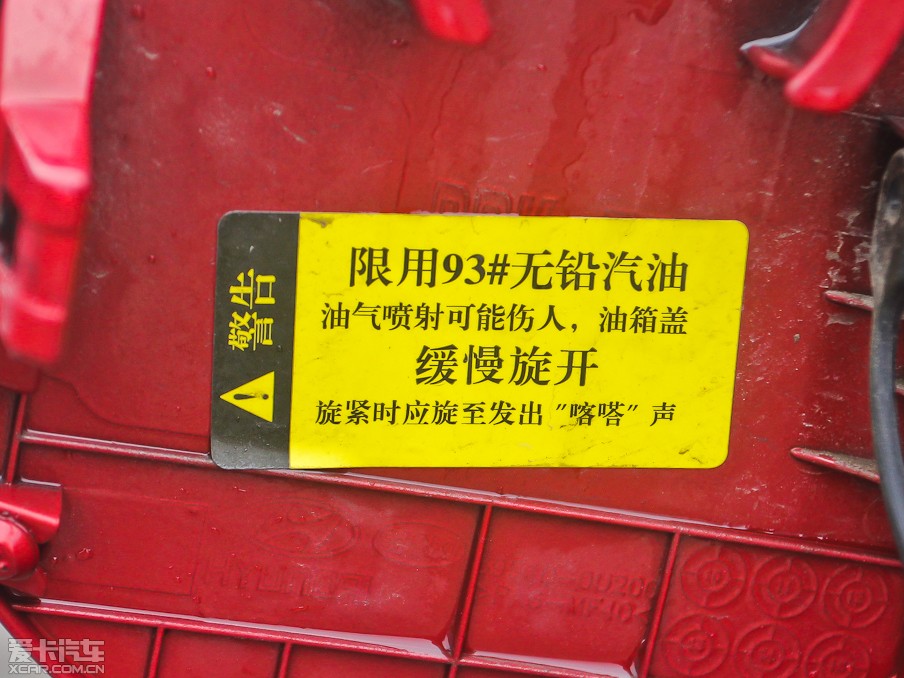 警告
限用93#无铅汽油
油气喷射可能伤人，油箱盖
缓慢旋开
旋紧时应旋至发出"喀嗒"声
爱卡汽车
XCAR.COM.CN